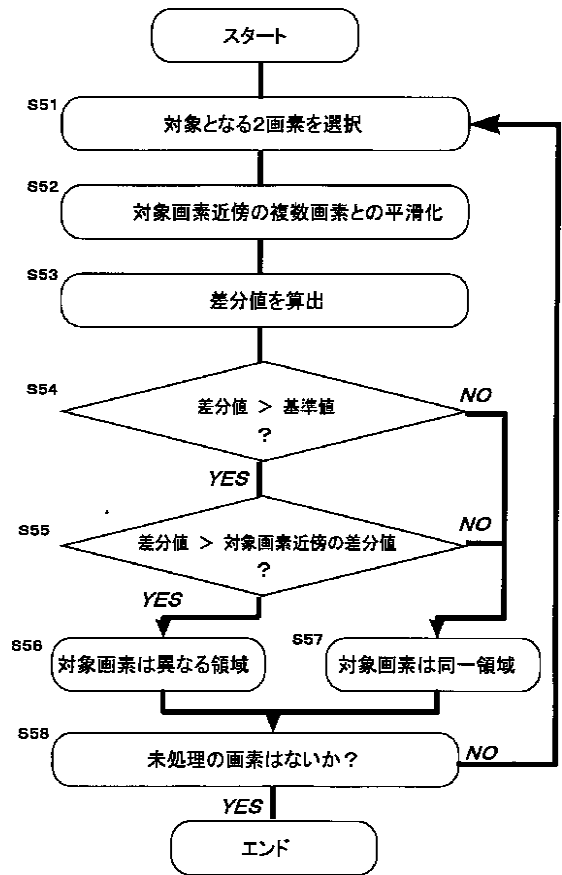 スタート
S51
対象となる2画素を選択
S52
対象画素近傍の複数画素との平滑化
S53
差分値を算出
S54
差分値 > 基準値
?
NO
YES
S55
差分値 > 対象画素近傍の差分値
?
NO
YES
S56
対象画素は異なる領域
S57
対象画素は同一領域
S58
未処理の画素はないか?
NO
YES
エンド